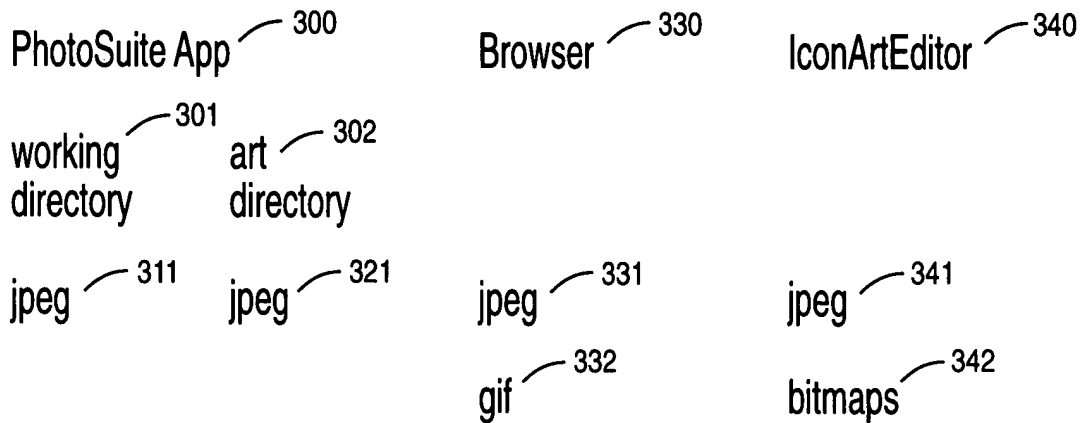 PhotoSuite App 300 Browser 330 IconArtEditor 340
working 301 art 302
directory directory
jpeg 311 jpeg 321 jpeg 331 jpeg 341
gif 332 bitmaps 342